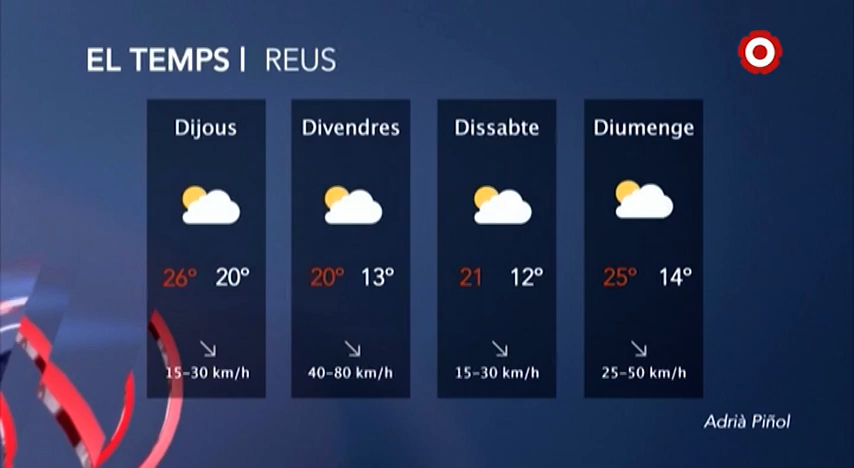 EL TEMPS | REUS
Dijous
26° 20°
15-30 km/h
Divendres
20° 13°
40-80 km/h
Dissabte
21 12°
15-30 km/h
Diumenge
25° 14°
25-50 km/h
Adrià Piñol